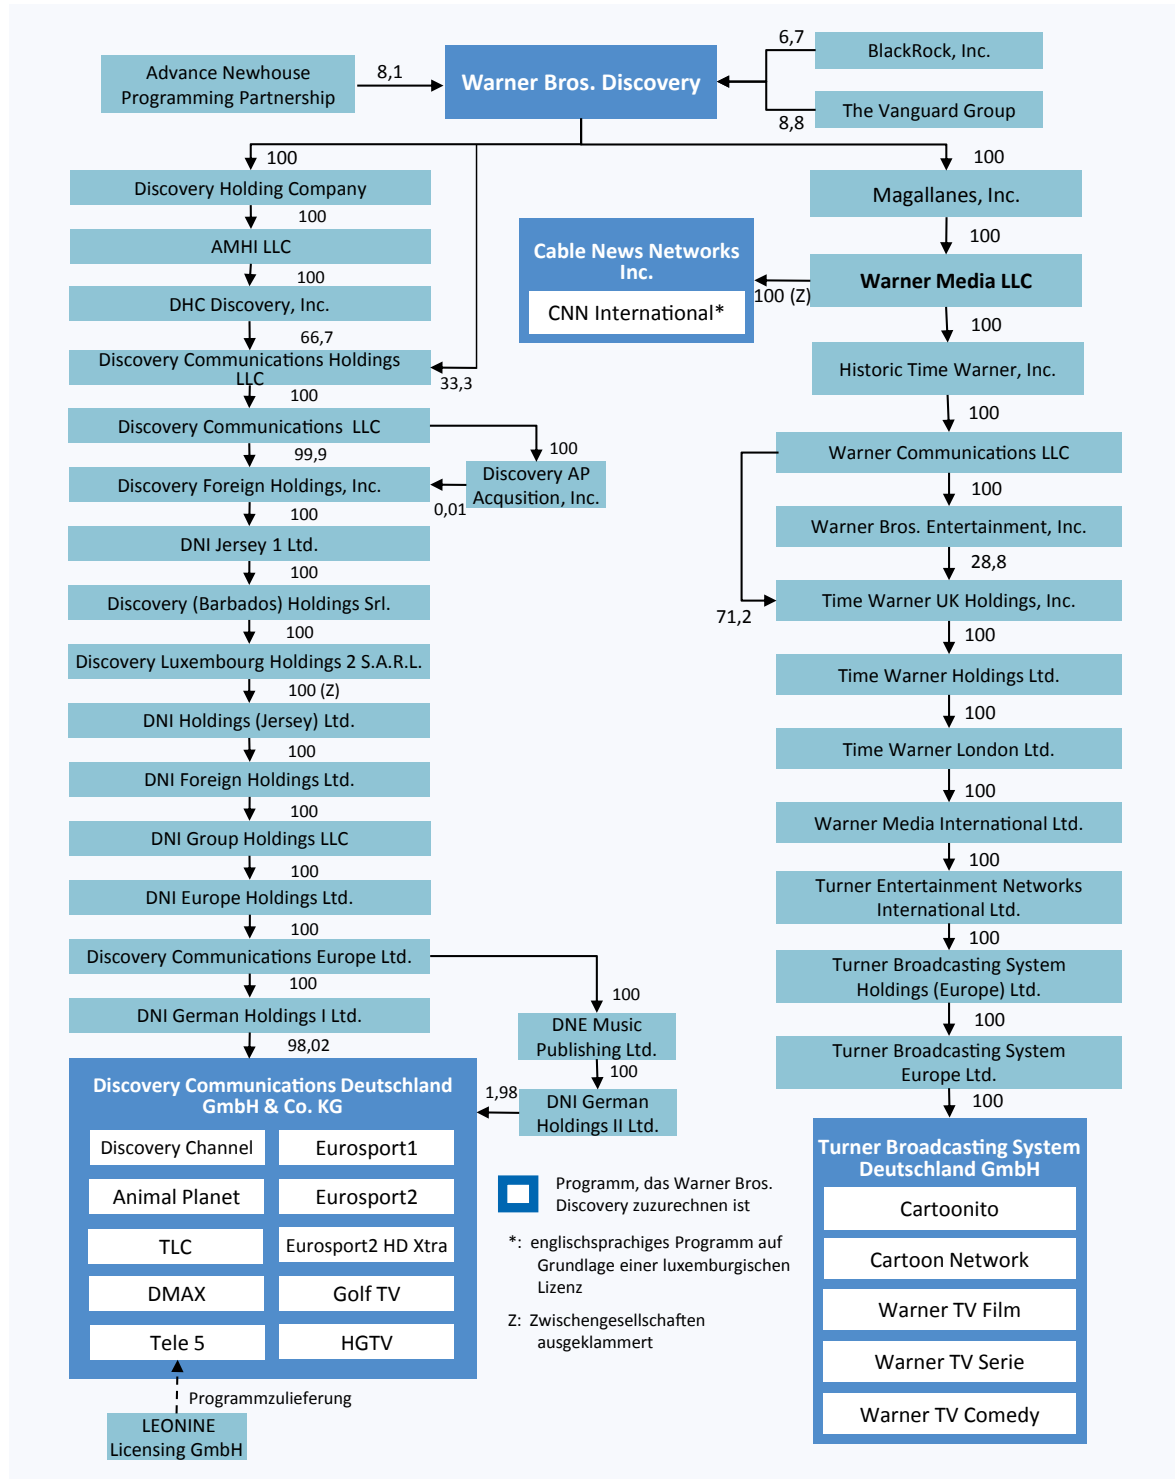 6,7
BlackRock, Inc.
Advance Newhouse
Programming Partnership
8,1
Warner Bros. Discovery
The Vanguard Group
8,8
100
100
Discovery Holding Company
Magallanes, Inc.
100
100
AMHI LLC
Cable News Networks
Inc.
CNN International*
100 (Z)
Warner Media LLC
100
DHC Discovery, Inc.
100
66,7
Discovery Communications Holdings
LLC
33,3
Historic Time Warner, Inc.
100
100
Discovery Communications  LLC
Warner Communications LLC
99,9
100
100
Discovery Foreign Holdings, Inc.
Discovery AP
Acqusition, Inc.
0,01
100
Warner Bros. Entertainment, Inc.
DNI Jersey 1 Ltd.
28,8
100
Discovery (Barbados) Holdings Srl.
Time Warner UK Holdings, Inc.
71,2
100
100
Discovery Luxembourg Holdings 2 S.A.R.L.
Time Warner Holdings Ltd.
100 (Z)
100
DNI Holdings (Jersey) Ltd.
Time Warner London Ltd.
100
100
DNI Foreign Holdings Ltd.
Warner Media International Ltd.
100
100
DNI Group Holdings LLC
Turner Entertainment Networks
International Ltd.
100
100
DNI Europe Holdings Ltd.
Turner Broadcasting System
Holdings (Europe) Ltd.
100
Discovery Communications Europe Ltd.
100
100
100
DNI German Holdings I Ltd.
DNE Music
Publishing Ltd.
Turner Broadcasting System
Europe Ltd.
98,02
100
100
Discovery Communications Deutschland
GmbH & Co. KG
1,98
DNI German
Holdings II Ltd.
Discovery Channel
Eurosport1
Animal Planet
Eurosport2
TLC
Eurosport2 HD Xtra
DMAX
Golf TV
Tele 5
HGTV
Programmzulieferung
LEONINE
Licensing GmbH
Programm, das Warner Bros.
Discovery zuzurechnen ist
*: englischsprachiges Programm auf
Grundlage einer luxemburgischen
Lizenz
Z: Zwischengesellschaften
ausgeklammert
Turner Broadcasting System
Deutschland GmbH
Cartoonito
Cartoon Network
Warner TV Film
Warner TV Serie
Warner TV Comedy